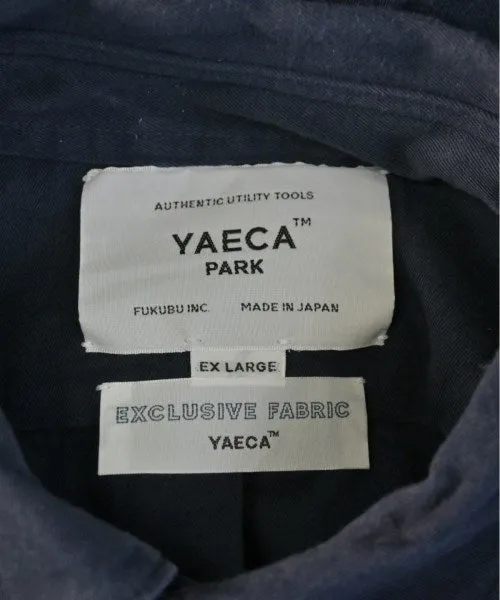 AUTHENTIC UTILITY TOOLS
YAECA™
PARK
FUKUBU INC. MADE IN JAPAN
EX LARGE
EXCLUSIVE FABRIC
YAECA™